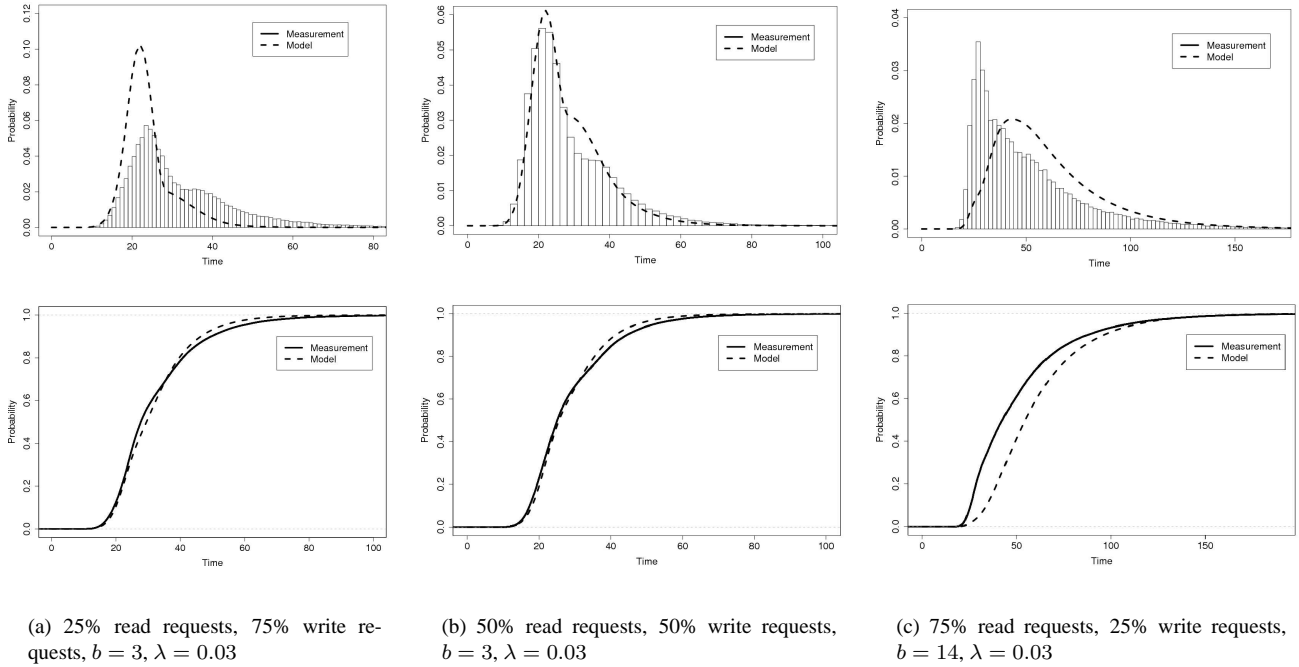 Probability
0.00 0.02 0.04 0.06 0.08 0.10 0.12
Measurement
Model
0 20 40 60 80
Time
Probability
0.00 0.01 0.02 0.03 0.04 0.05 0.06
Measurement
Model
0 20 40 60 80 100
Time
Probability
0.00 0.01 0.02 0.03 0.04
Measurement
Model
0 50 100 150
Time
Probability
0.0 0.2 0.4 0.6 0.8 1.0
Measurement
Model
0 20 40 60 80 100
Time
Probability
0.0 0.2 0.4 0.6 0.8 1.0
Measurement
Model
0 20 40 60 80 100
Time
Probability
0.0 0.2 0.4 0.6 0.8 1.0
Measurement
Model
0 50 100 150
Time
(a) 25% read requests, 75% write re-
quests, b = 3, λ = 0.03
(b) 50% read requests, 50% write requests,
b = 3, λ = 0.03
(c) 75% read requests, 25% write requests,
b = 14, λ = 0.03